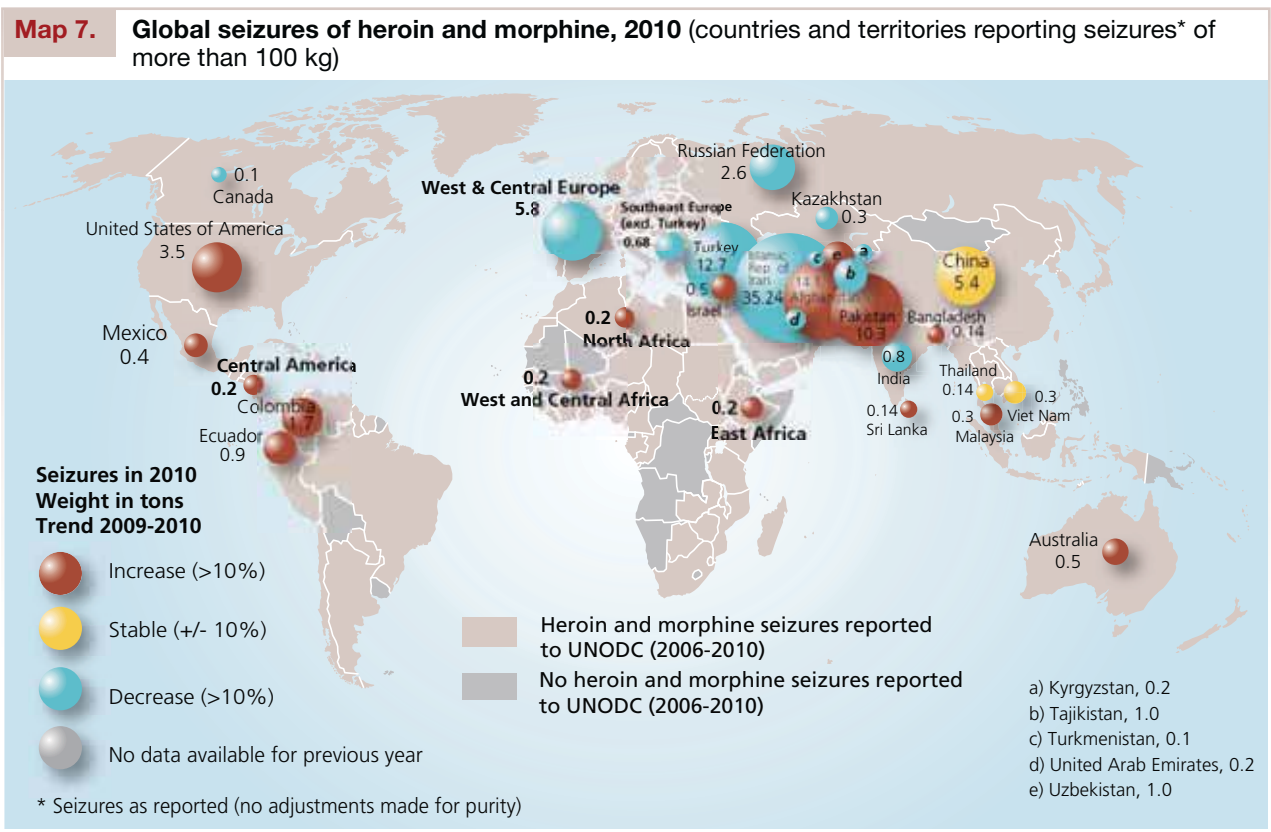 Map 7.
Global seizures of heroin and morphine, 2010 (countries and territories reporting seizures* of
more than 100 kg)
Russian Federation
2.6
0.1
Canada
West & Central Europe
5.8
Kazakhstan
0.3
Southeast Europe
(excl. Turkey)
0.68
United States of America
3.5
Turkey
12.7
Islamic
Rep. of
Iran
35.24
c
e
a
b
d
China
5.4
0.5
Israel
Afghanistan
Pakistan
10.3
Bangladesh
0.14
Mexico
0.4
0.2
North Africa
Central America
0.2
0.8
India
Thailand
0.14
0.2
West and Central Africa
0.3
Viet Nam
Colombia
1.7
0.2
East Africa
0.14
Sri Lanka
0.3
Malaysia
Ecuador
0.9
Seizures in 2010
Weight in tons
Trend 2009-2010
Increase (>10%)
Stable (+/- 10%)
Decrease (>10%)
No data available for previous year
* Seizures as reported (no adjustments made for purity)
Heroin and morphine seizures reported
to UNODC (2006-2010)
No heroin and morphine seizures reported
to UNODC (2006-2010)
Australia
0.5
a) Kyrgyzstan, 0.2
b) Tajikistan, 1.0
c) Turkmenistan, 0.1
d) United Arab Emirates, 0.2
e) Uzbekistan, 1.0